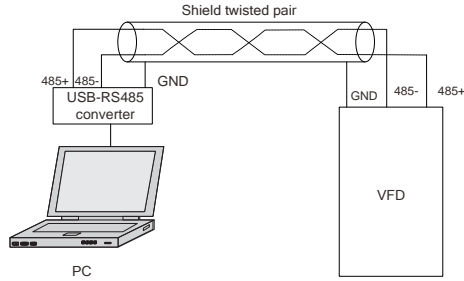 Shield twisted pair
485+ 485- GND
USB-RS485
converter
GND 485- 485+
VFD
PC